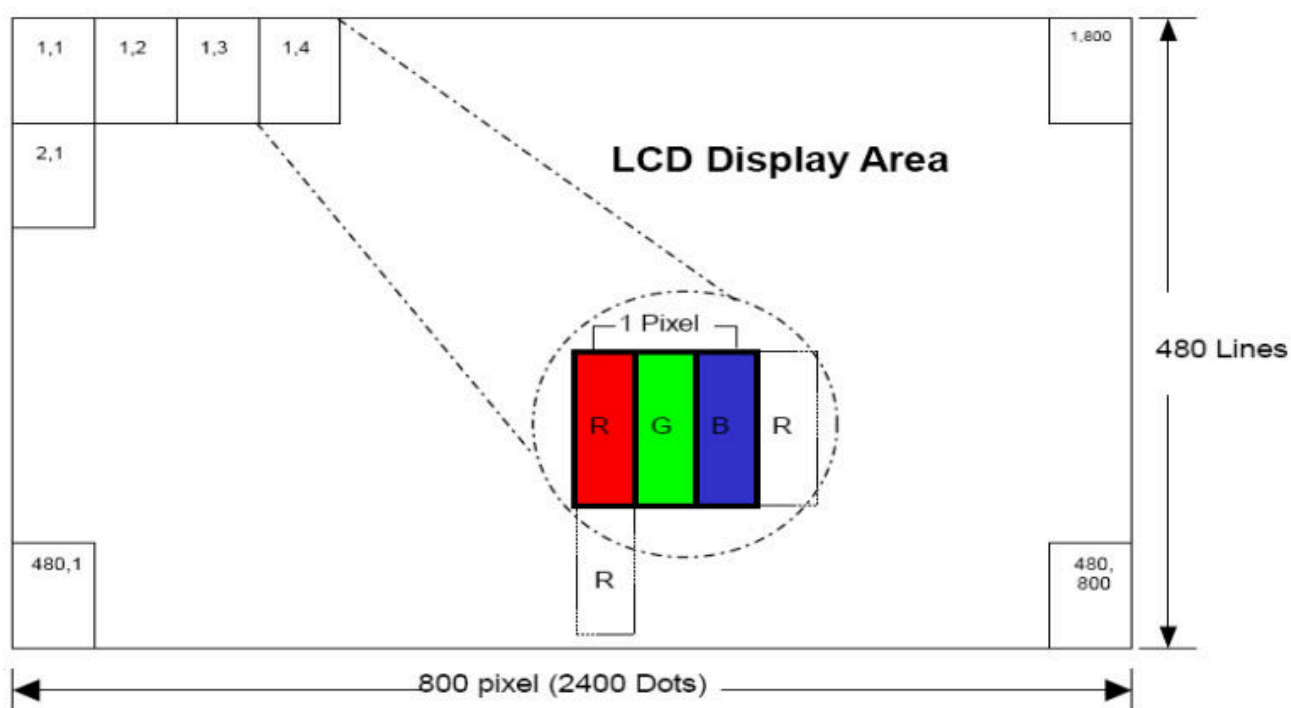 1,1 1,2 1,3 1,4 1,800
2,1
LCD Display Area
1 Pixel
480 Lines
R G B R
R
480,1
480,
800
800 pixel (2400 Dots)